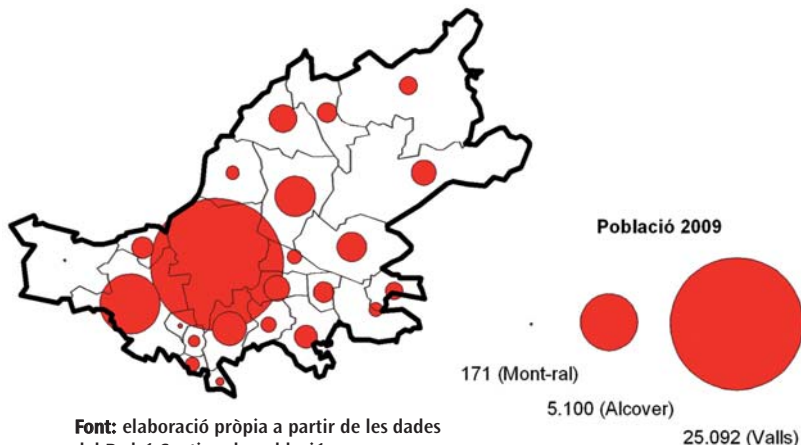 Població 2009
171 (Mont-ral)
5.100 (Alcover)
25.092 (Valls)
Font: elaboració pròpia a partir de les dades